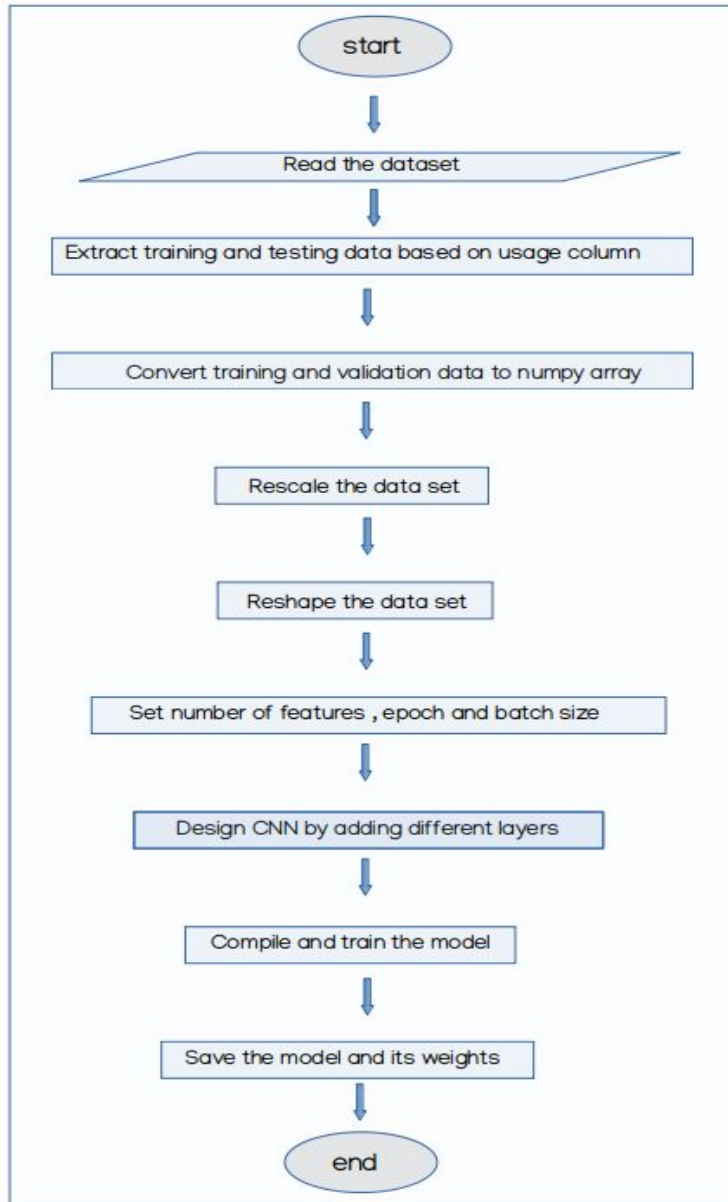 start
Read the dataset
Extract training and testing data based on usage column
Convert training and validation data to numpy array
Rescale the data set
Reshape the data set
Set number of features , epoch and batch size
Design CNN by adding different layers
Compile and train the model
Save the model and its weights
end